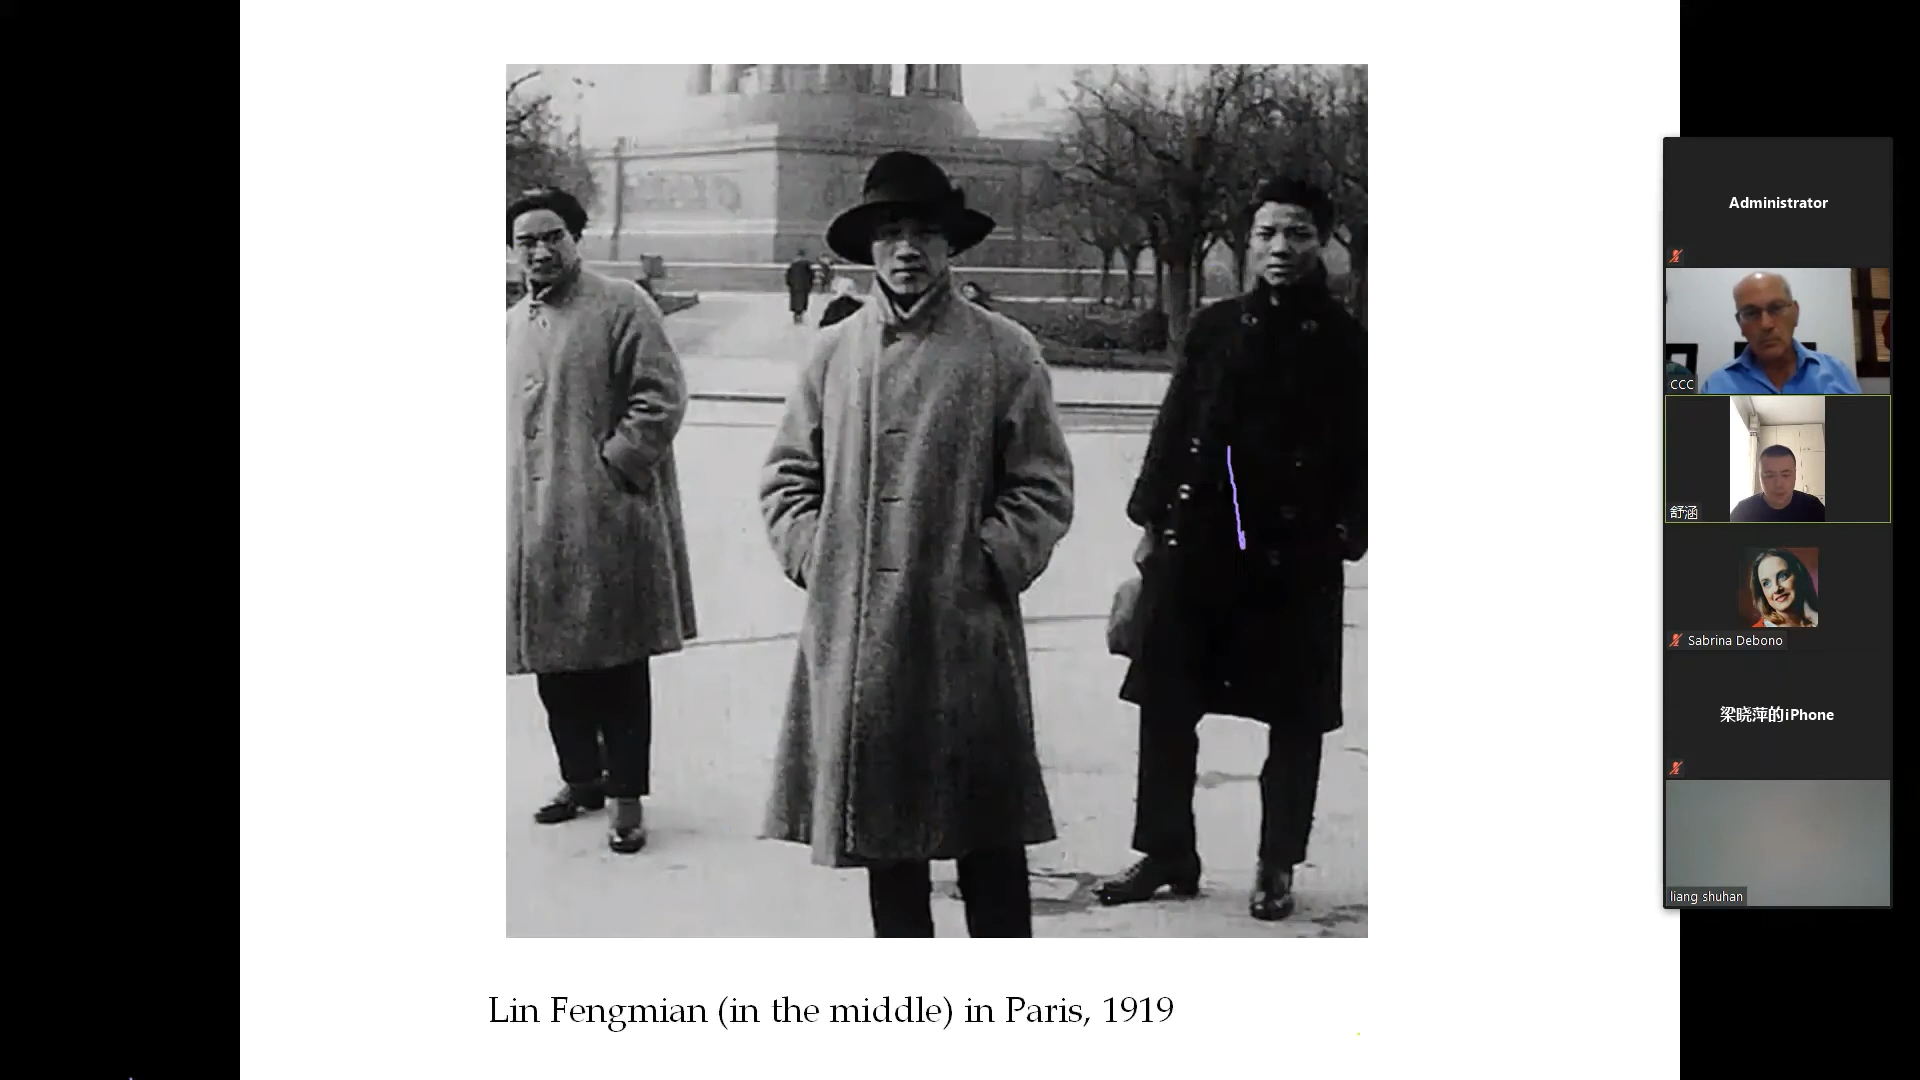 Administrator
CCC
舒涵
Sabrina Debono
梁晓萍的iPhone
liang shuhan
Lin Fengmian (in the middle) in Paris, 1919